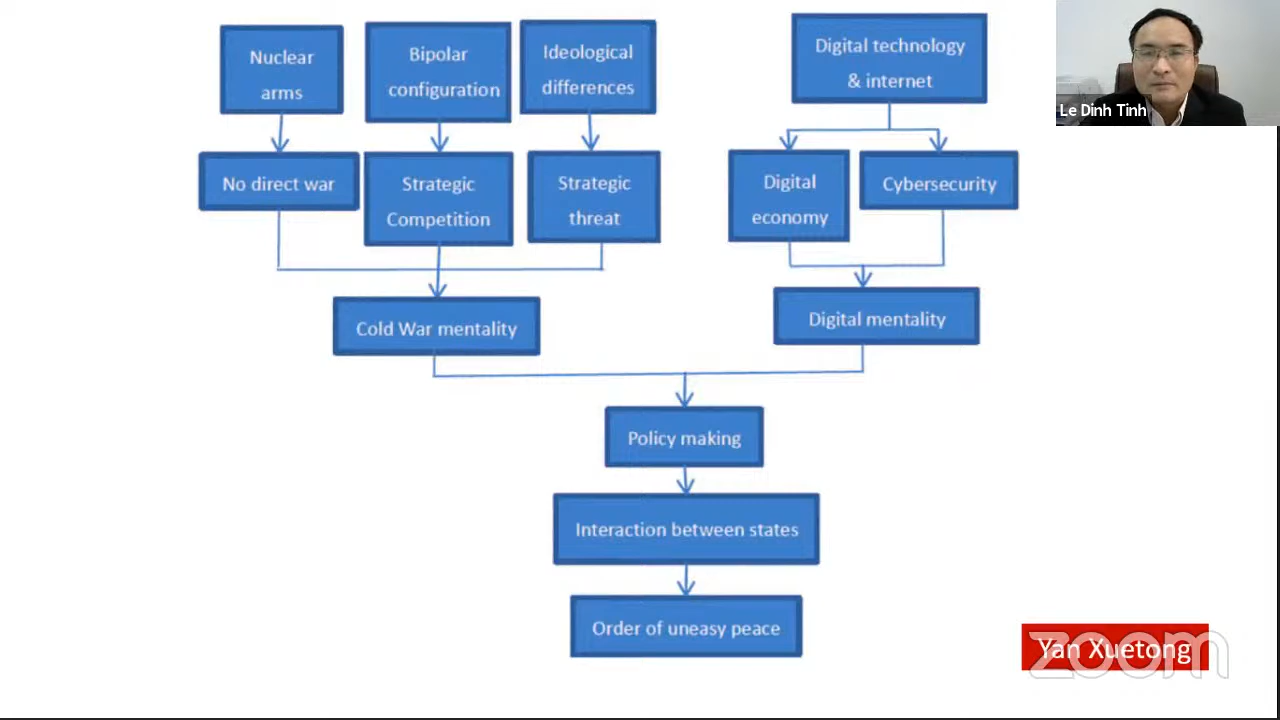 Nuclear
arms
Bipolar
configuration
Ideological
differences
Digital technology
& internet
Le Dinh Tinh
No direct war
Strategic
Competition
Strategic
threat
Digital
economy
Cybersecurity
Cold War mentality
Digital mentality
Policy making
Interaction between states
Order of uneasy peace
Yan Xuetong
zoom